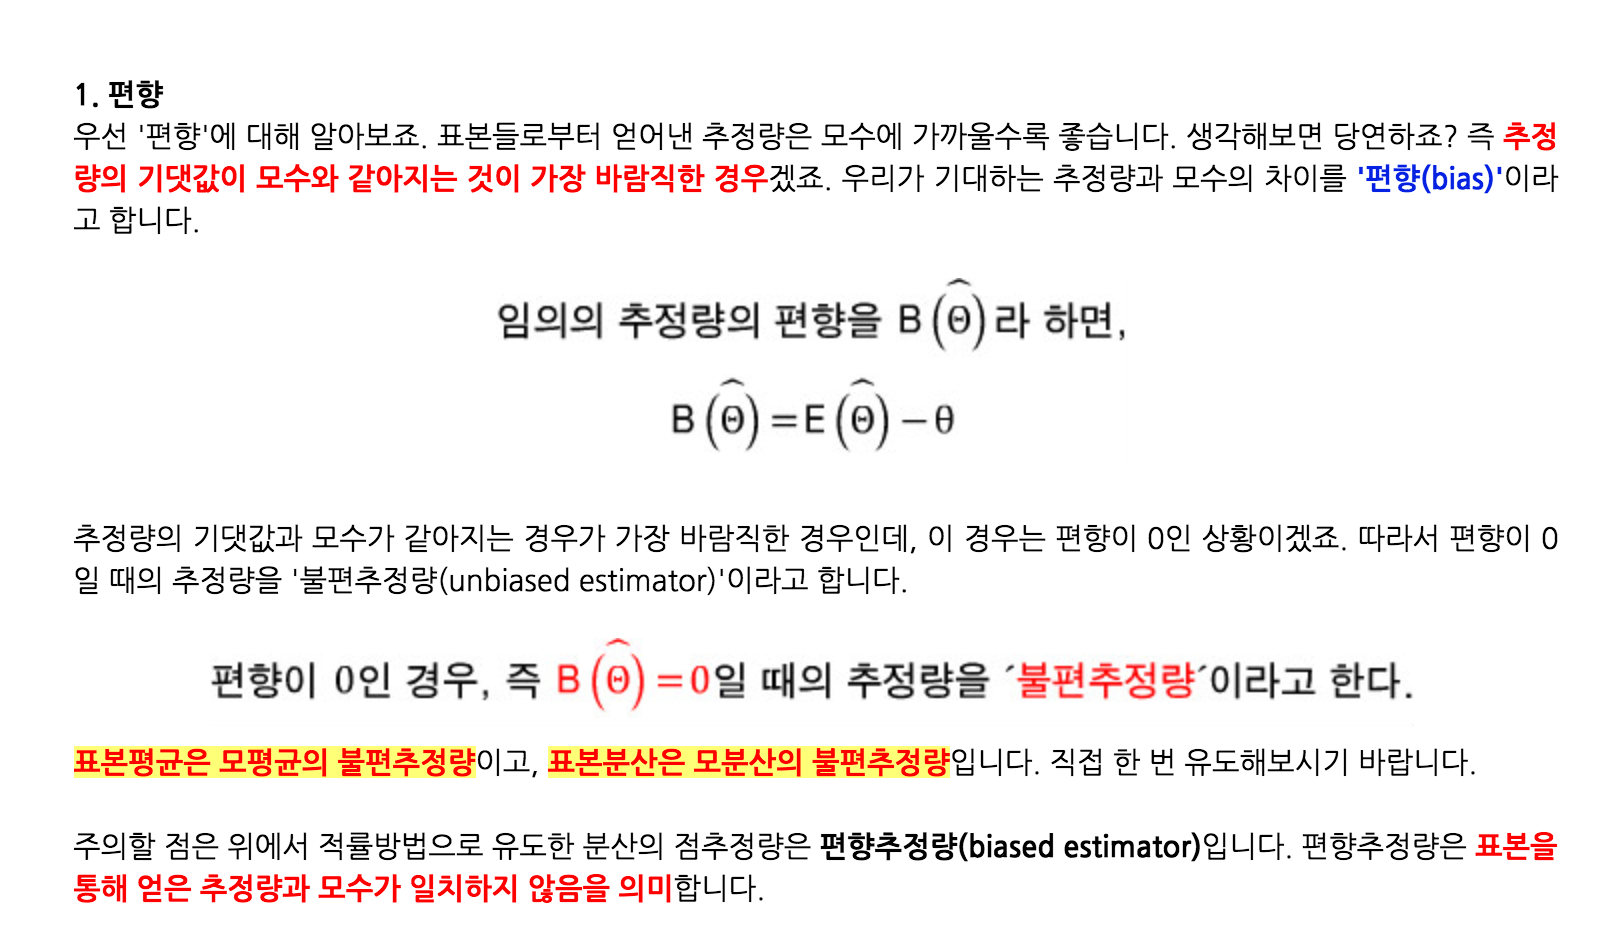 1. 편향
우선 '편향'에 대해 알아보죠. 표본들로부터 얻어낸 추정량은 모수에 가까울수록 좋습니다. 생각해보면 당연하죠? 즉 추정
량의 기댓값이 모수와 같아지는 것이 가장 바람직한 경우겠죠. 우리가 기대하는 추정량과 모수의 차이를 '편향(bias)'이라
고 합니다.
임의의 추정량의 편향을 B(Θ̂)라 하면,
B(Θ̂)=E(Θ̂)−θ
추정량의 기댓값과 모수가 같아지는 경우가 가장 바람직한 경우인데, 이 경우는 편향이 0인 상황이겠죠. 따라서 편향이 0
일 때의 추정량을 '불편추정량(unbiased estimator)'이라고 합니다.
편향이 0인 경우, 즉 B(Θ̂)=0일 때의 추정량을 ´불편추정량´이라고 한다.
표본평균은 모평균의 불편추정량이고, 표본분산은 모분산의 불편추정량입니다. 직접 한 번 유도해보시기 바랍니다.
주의할 점은 위에서 적률방법으로 유도한 분산의 점추정량은 편향추정량(biased estimator)입니다. 편향추정량은 표본을
통해 얻은 추정량과 모수가 일치하지 않음을 의미합니다.